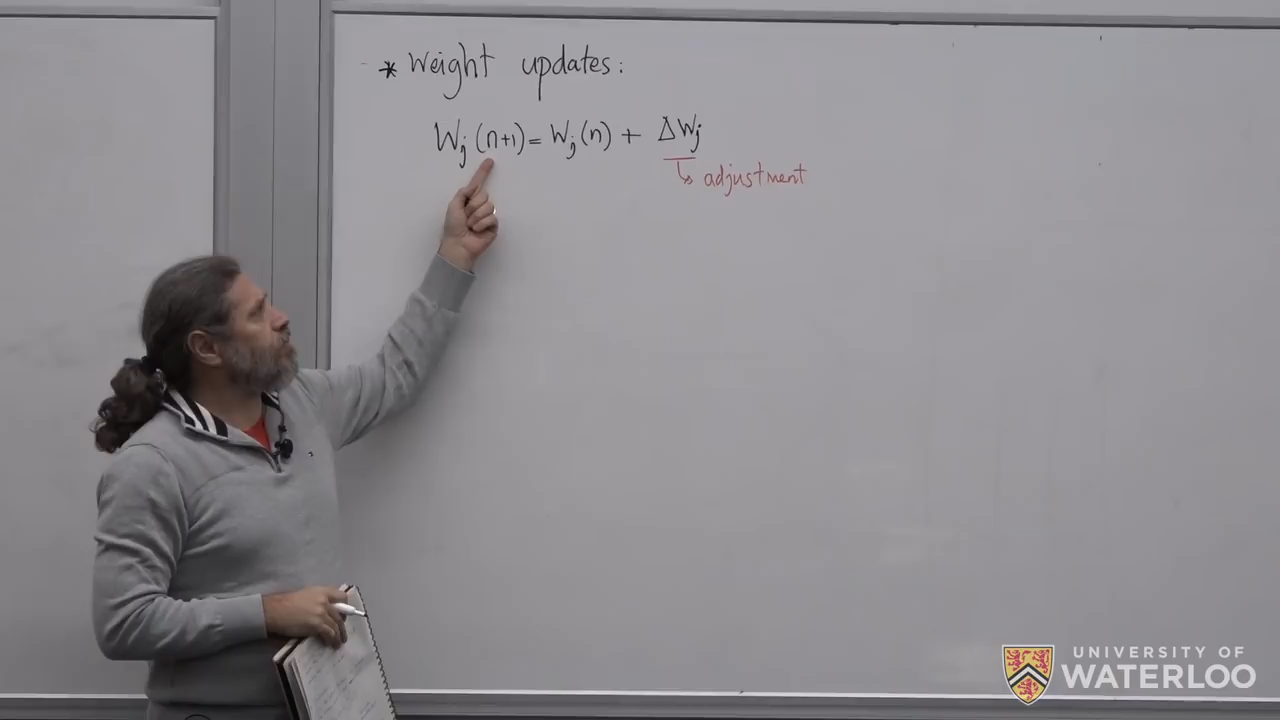 * Weight updates:
Wj (n+1) = Wj (n) + ΔWj
↳ adjustment
UNIVERSITY OF
WATERLOO